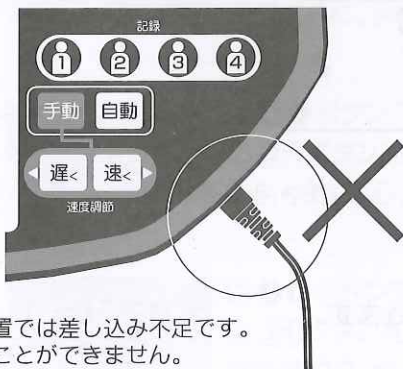 記録
1 2 3 4
手動 自動
遅< 速<
速度調節
置では差し込み不足です。
ことができません。